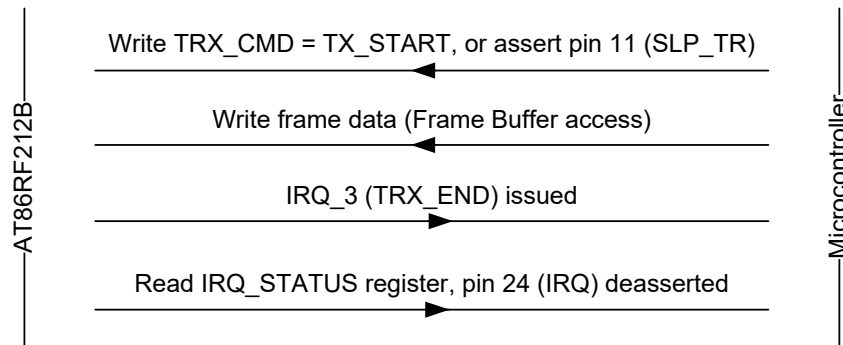 Write TRX_CMD = TX_START, or assert pin 11 (SLP_TR)
Write frame data (Frame Buffer access)
IRQ_3 (TRX_END) issued
Read IRQ_STATUS register, pin 24 (IRQ) deasserted
AT86RF212B
Microcontroller